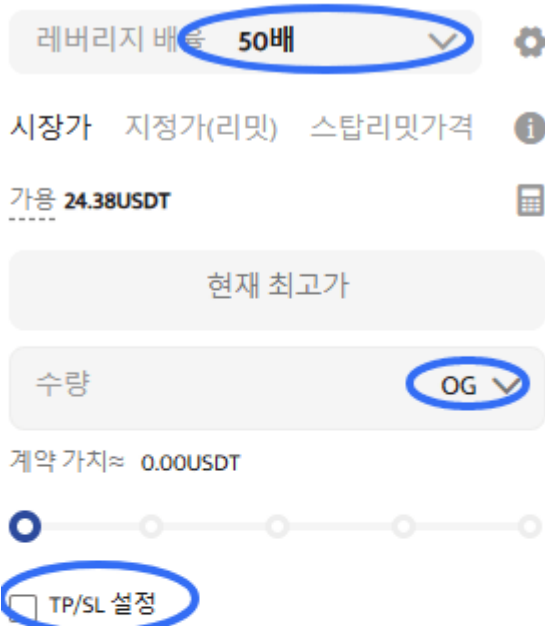 레버리지 배율 50배
시장가 지정가(리밋) 스탑리밋가격
가용 24.38USDT
현재 최고가
수량 OG
계약 가치≈ 0.00USDT
TP/SL 설정